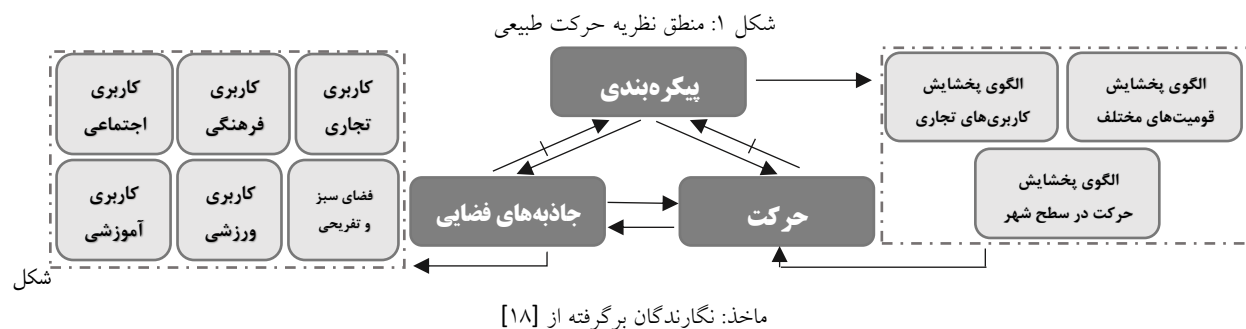 شکل ۱: منطق نظریه حرکت طبیعی
پیکره‌بندی
الگوی پخشایش
قومیت‌های مختلف
الگوی پخشایش
کاربری‌های تجاری
الگوی پخشایش
حرکت در سطح شهر
کاربری
تجاری
کاربری
فرهنگی
کاربری
اجتماعی
فضای سبز
و تفریحی
کاربری
ورزشی
کاربری
آموزشی
حرکت
جاذبه‌های فضایی
شکل
ماخذ: نگارندگان برگرفته از [۱۸]